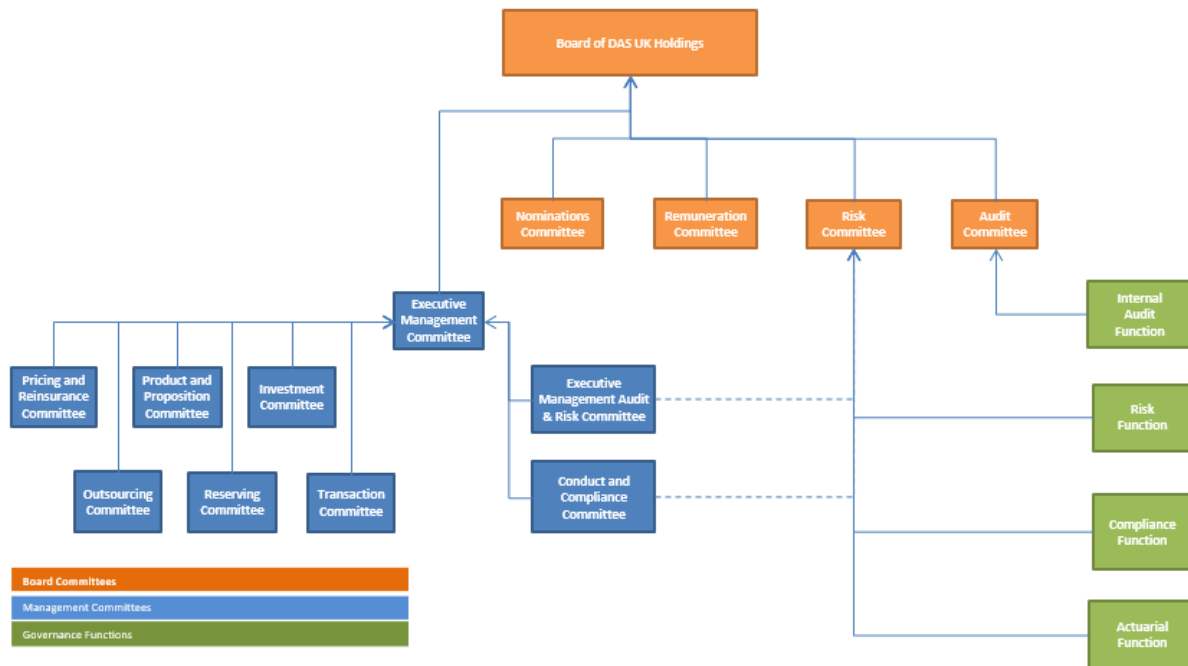 Board of DAS UK Holdings
Nominations
Committee
Remuneration
Committee
Risk
Committee
Audit
Committee
Executive
Management
Committee
Internal
Audit
Function
Pricing and
Reinsurance
Committee
Product and
Proposition
Committee
Investment
Committee
Executive
Management Audit
& Risk Committee
Risk
Function
Outsourcing
Committee
Reserving
Committee
Transaction
Committee
Conduct and
Compliance
Committee
Compliance
Function
Actuarial
Function
Board Committees
Management Committees
Governance Functions